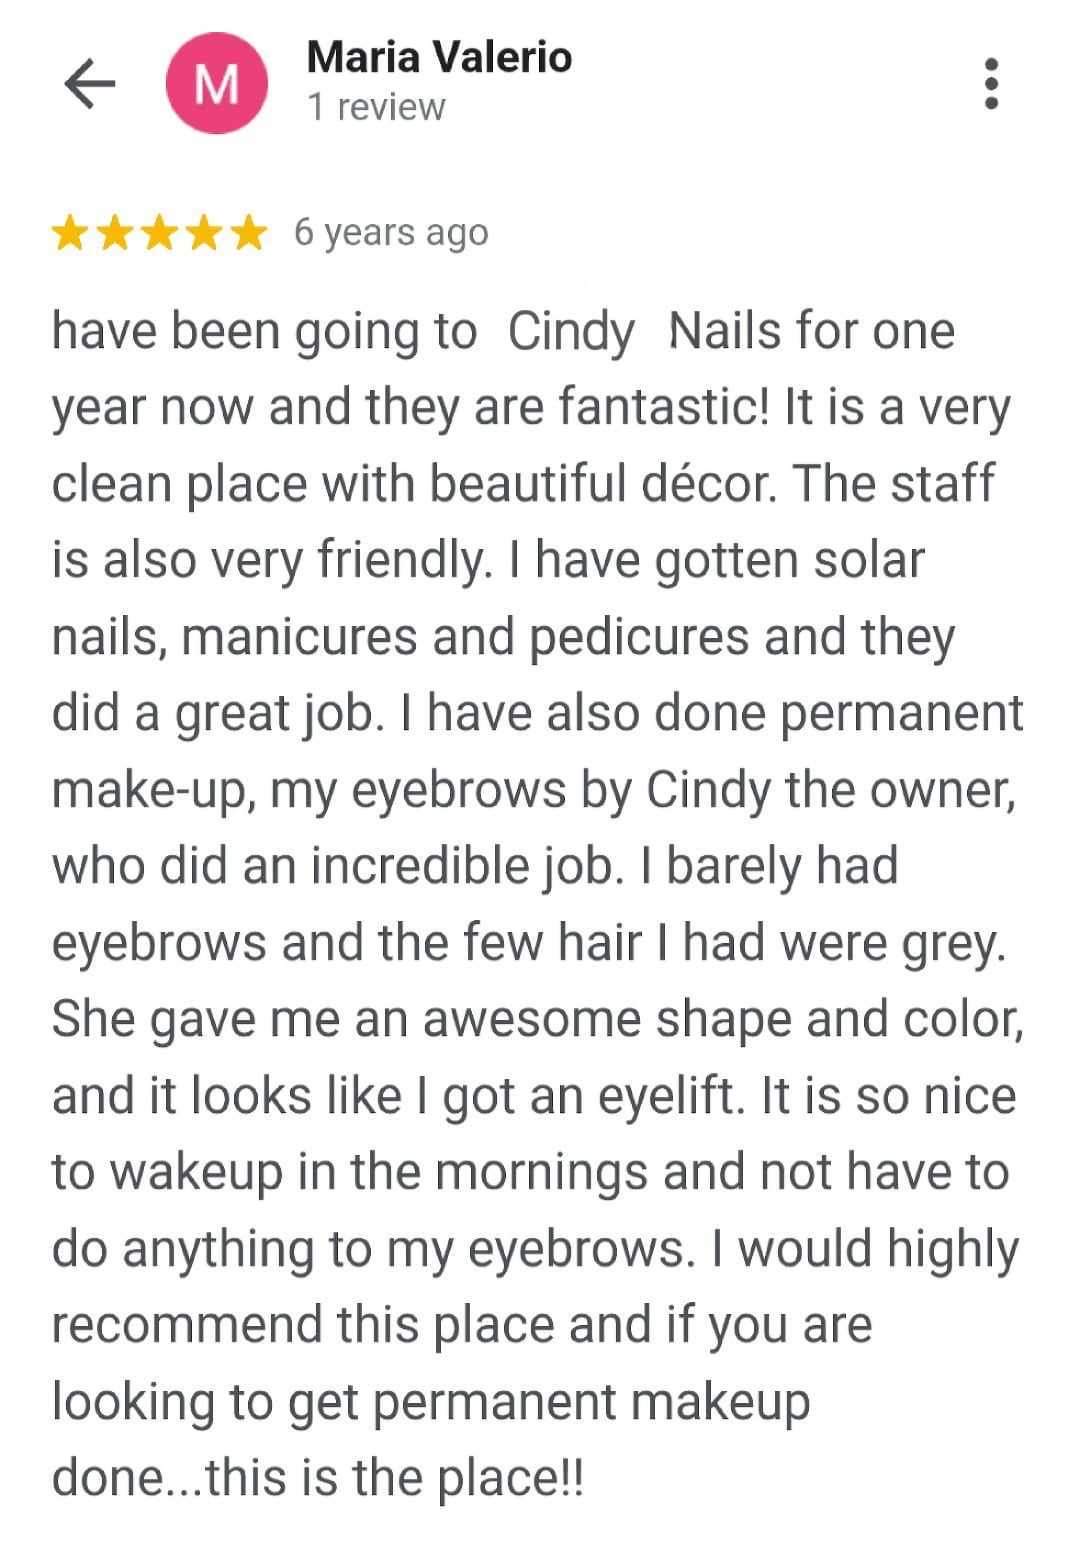 M
Maria Valerio
1 review
6 years ago
have been going to Cindy Nails for one
year now and they are fantastic! It is a very
clean place with beautiful décor. The staff
is also very friendly. I have gotten solar
nails, manicures and pedicures and they
did a great job. I have also done permanent
make-up, my eyebrows by Cindy the owner,
who did an incredible job. I barely had
eyebrows and the few hair I had were grey.
She gave me an awesome shape and color,
and it looks like I got an eyelift. It is so nice
to wakeup in the mornings and not have to
do anything to my eyebrows. I would highly
recommend this place and if you are
looking to get permanent makeup
done...this is the place!!